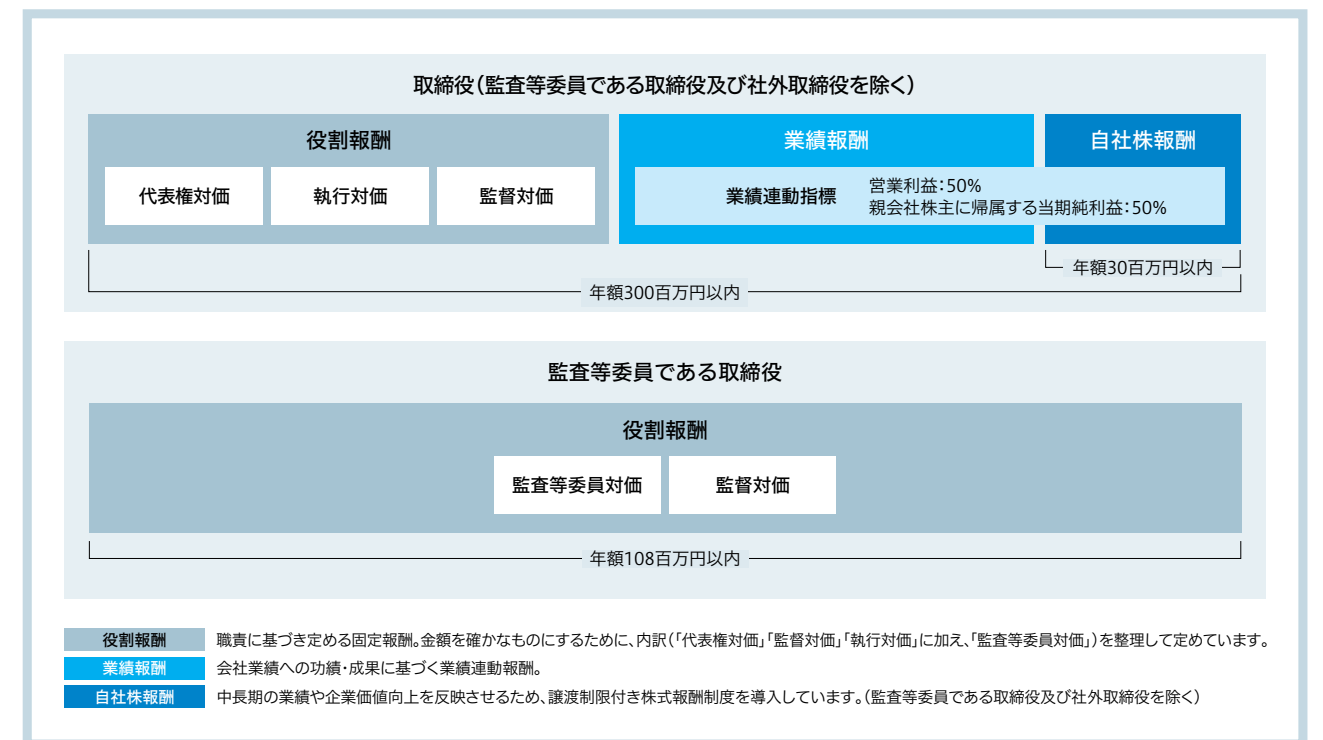 取締役（監査等委員である取締役及び社外取締役を除く）
役割報酬
業績報酬
自社株報酬
代表権対価
執行対価
監督対価
業績連動指標
営業利益：50%
親会社株主に帰属する当期純利益：50%
年額30百万円以内
年額300百万円以内
監査等委員である取締役
役割報酬
監査等委員対価
監督対価
年額108百万円以内
役割報酬 職責に基づき定める固定報酬。金額を確かなものにするために、内訳（「代表権対価」「監督対価」「執行対価」に加え、「監査等委員対価」）を整理して定めています。
業績報酬 会社業績への功績・成果に基づく業績連動報酬。
自社株報酬 中長期の業績や企業価値向上を反映させるため、譲渡制限付き株式報酬制度を導入しています。（監査等委員である取締役及び社外取締役を除く）